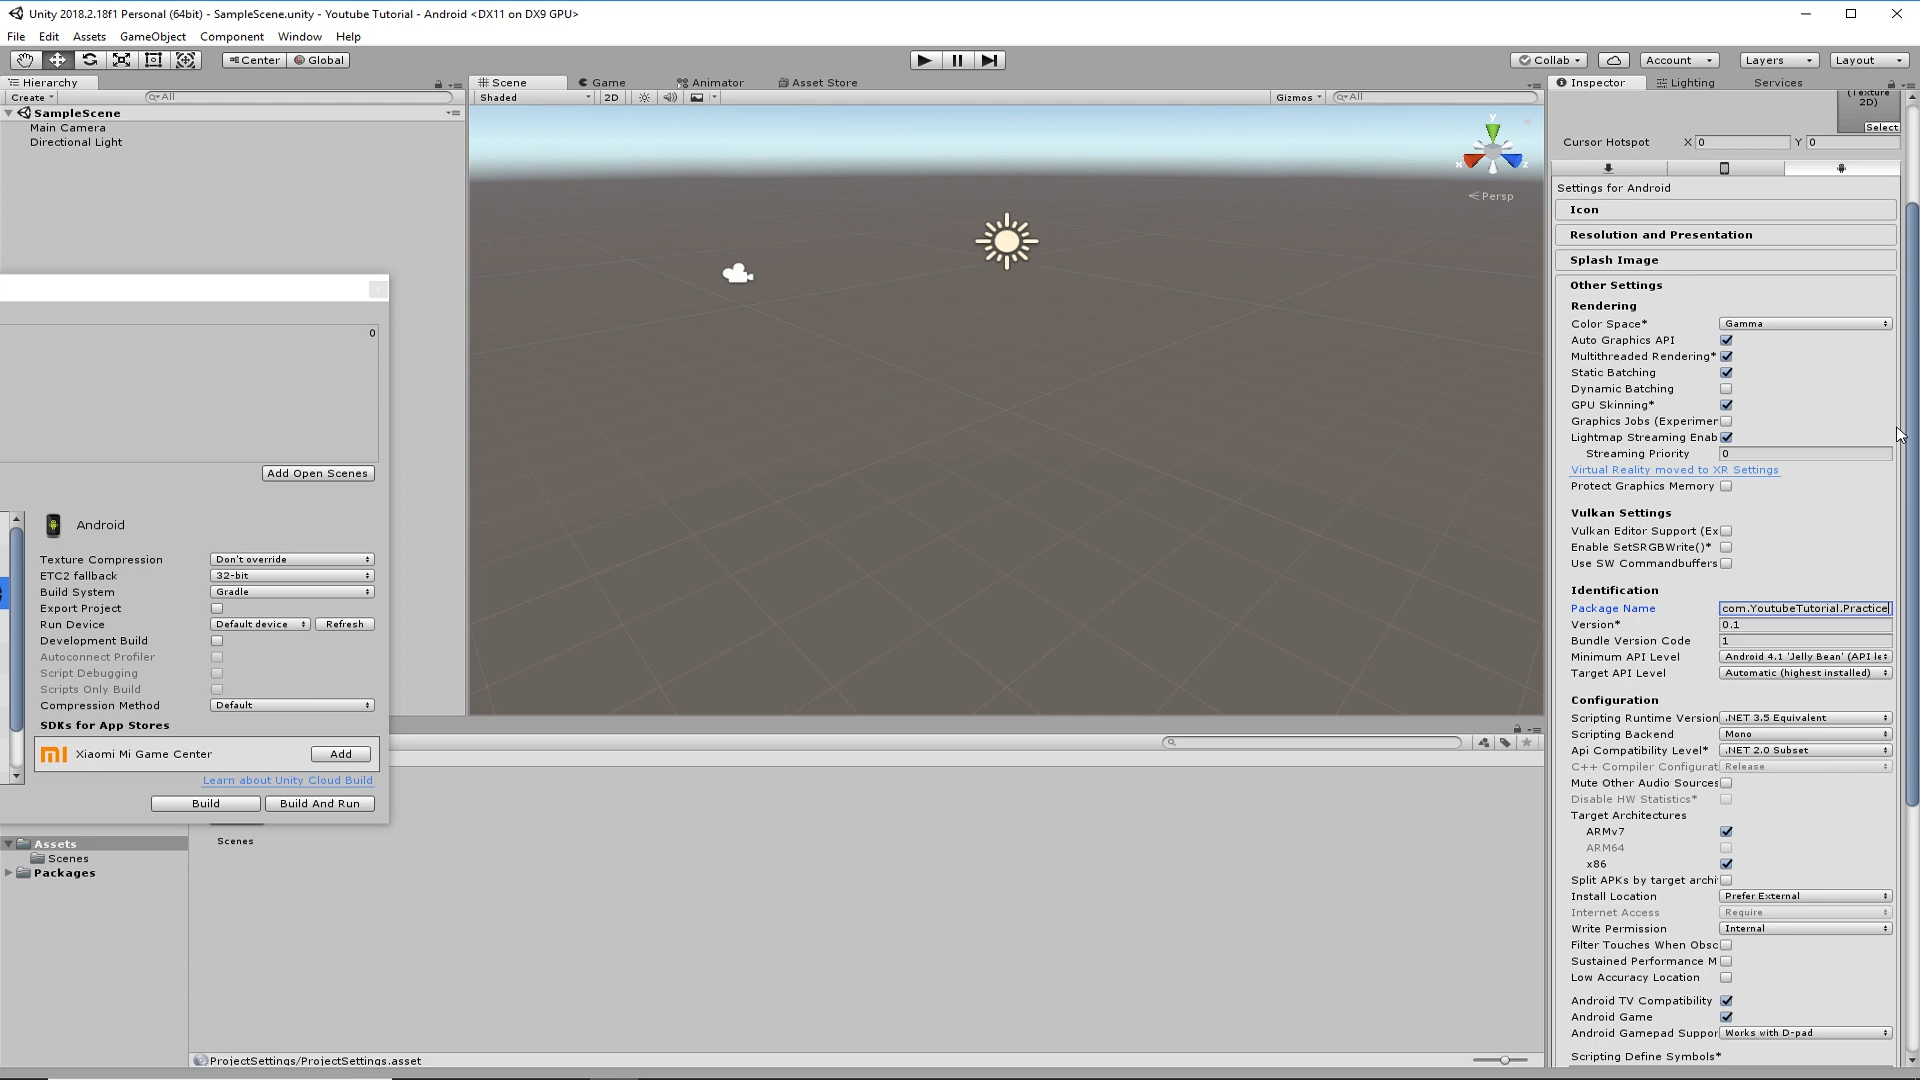 Unity 2018.2.18f1 Personal (64bit) - SampleScene.unity - Youtube Tutorial - Android <DX11 on DX9 GPU>
File Edit Assets GameObject Component Window Help
Center Global
Collab Account Layers Layout
Hierarchy
Create All
SampleScene
Main Camera
Directional Light
Scene Game Animator Asset Store
Shaded 2D Gizmos All
y
x z
Persp
0
Add Open Scenes
Android
Texture Compression Don't override
ETC2 fallback 32-bit
Build System Gradle
Export Project
Run Device Default device Refresh
Development Build
Autoconnect Profiler
Script Debugging
Scripts Only Build
Compression Method Default
SDKs for App Stores
Xiaomi Mi Game Center Add
Learn about Unity Cloud Build
Build Build And Run
Assets
Scenes
Packages
Scenes
ProjectSettings/ProjectSettings.asset
Inspector Lighting Services
(Texture
2D)
Select
Cursor Hotspot X 0 Y 0
Settings for Android
Icon
Resolution and Presentation
Splash Image
Other Settings
Rendering
Color Space* Gamma
Auto Graphics API
Multithreaded Rendering*
Static Batching
Dynamic Batching
GPU Skinning*
Graphics Jobs (Experimer
Lightmap Streaming Enab
Streaming Priority 0
Virtual Reality moved to XR Settings
Protect Graphics Memory
Vulkan Settings
Vulkan Editor Support (Ex
Enable SetSRGBWrite()*
Use SW Commandbuffers
Identification
Package Name com.YoutubeTutorial.Practice
Version* 0.1
Bundle Version Code 1
Minimum API Level Android 4.1 'Jelly Bean' (API le
Target API Level Automatic (highest installed)
Configuration
Scripting Runtime Version .NET 3.5 Equivalent
Scripting Backend Mono
Api Compatibility Level* .NET 2.0 Subset
C++ Compiler Configurat Release
Mute Other Audio Sources
Disable HW Statistics*
Target Architectures
ARMv7
ARM64
x86
Split APKs by target archi
Install Location Prefer External
Internet Access Require
Write Permission Internal
Filter Touches When Obsc
Sustained Performance M
Low Accuracy Location
Android TV Compatibility
Android Game
Android Gamepad Suppor Works with D-pad
Scripting Define Symbols*